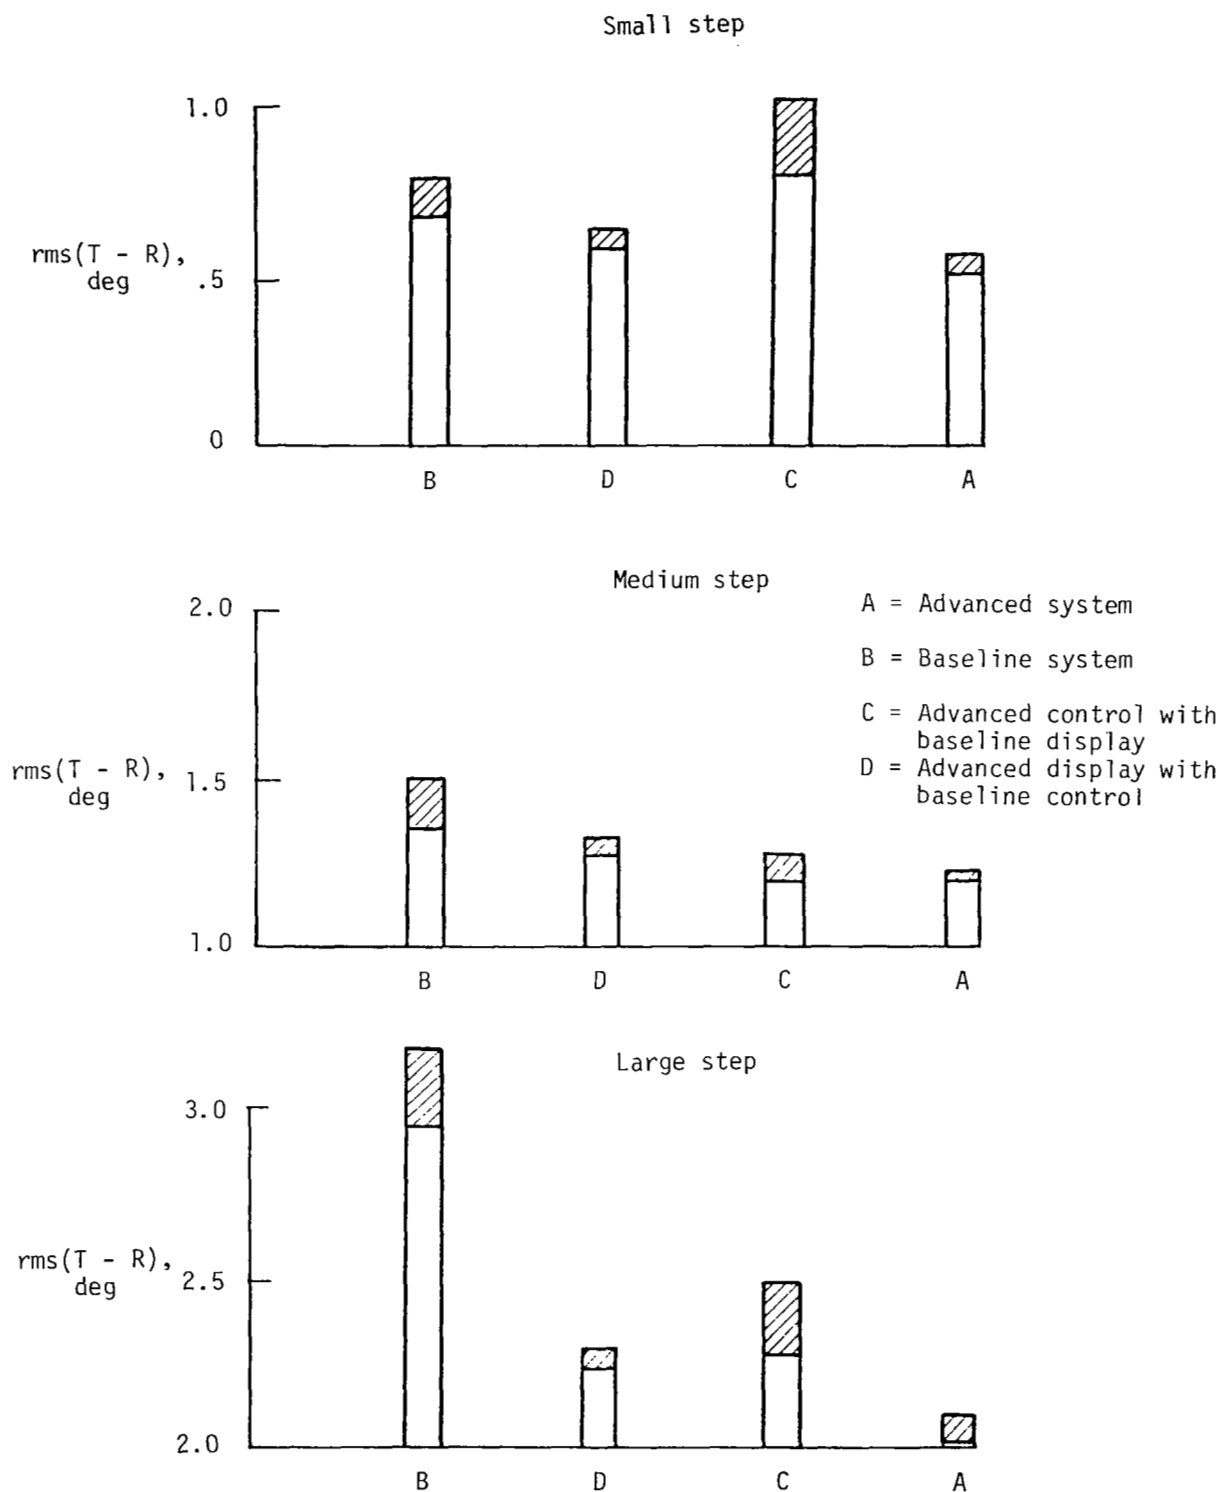 Small step
1.0
rms(T - R),
deg
.5
0
B D C A
Medium step
2.0
A = Advanced system
B = Baseline system
C = Advanced control with
baseline display
D = Advanced display with
baseline control
rms(T - R),
deg
1.5
1.0
B D C A
Large step
3.0
rms(T - R),
deg
2.5
2.0
B D C A